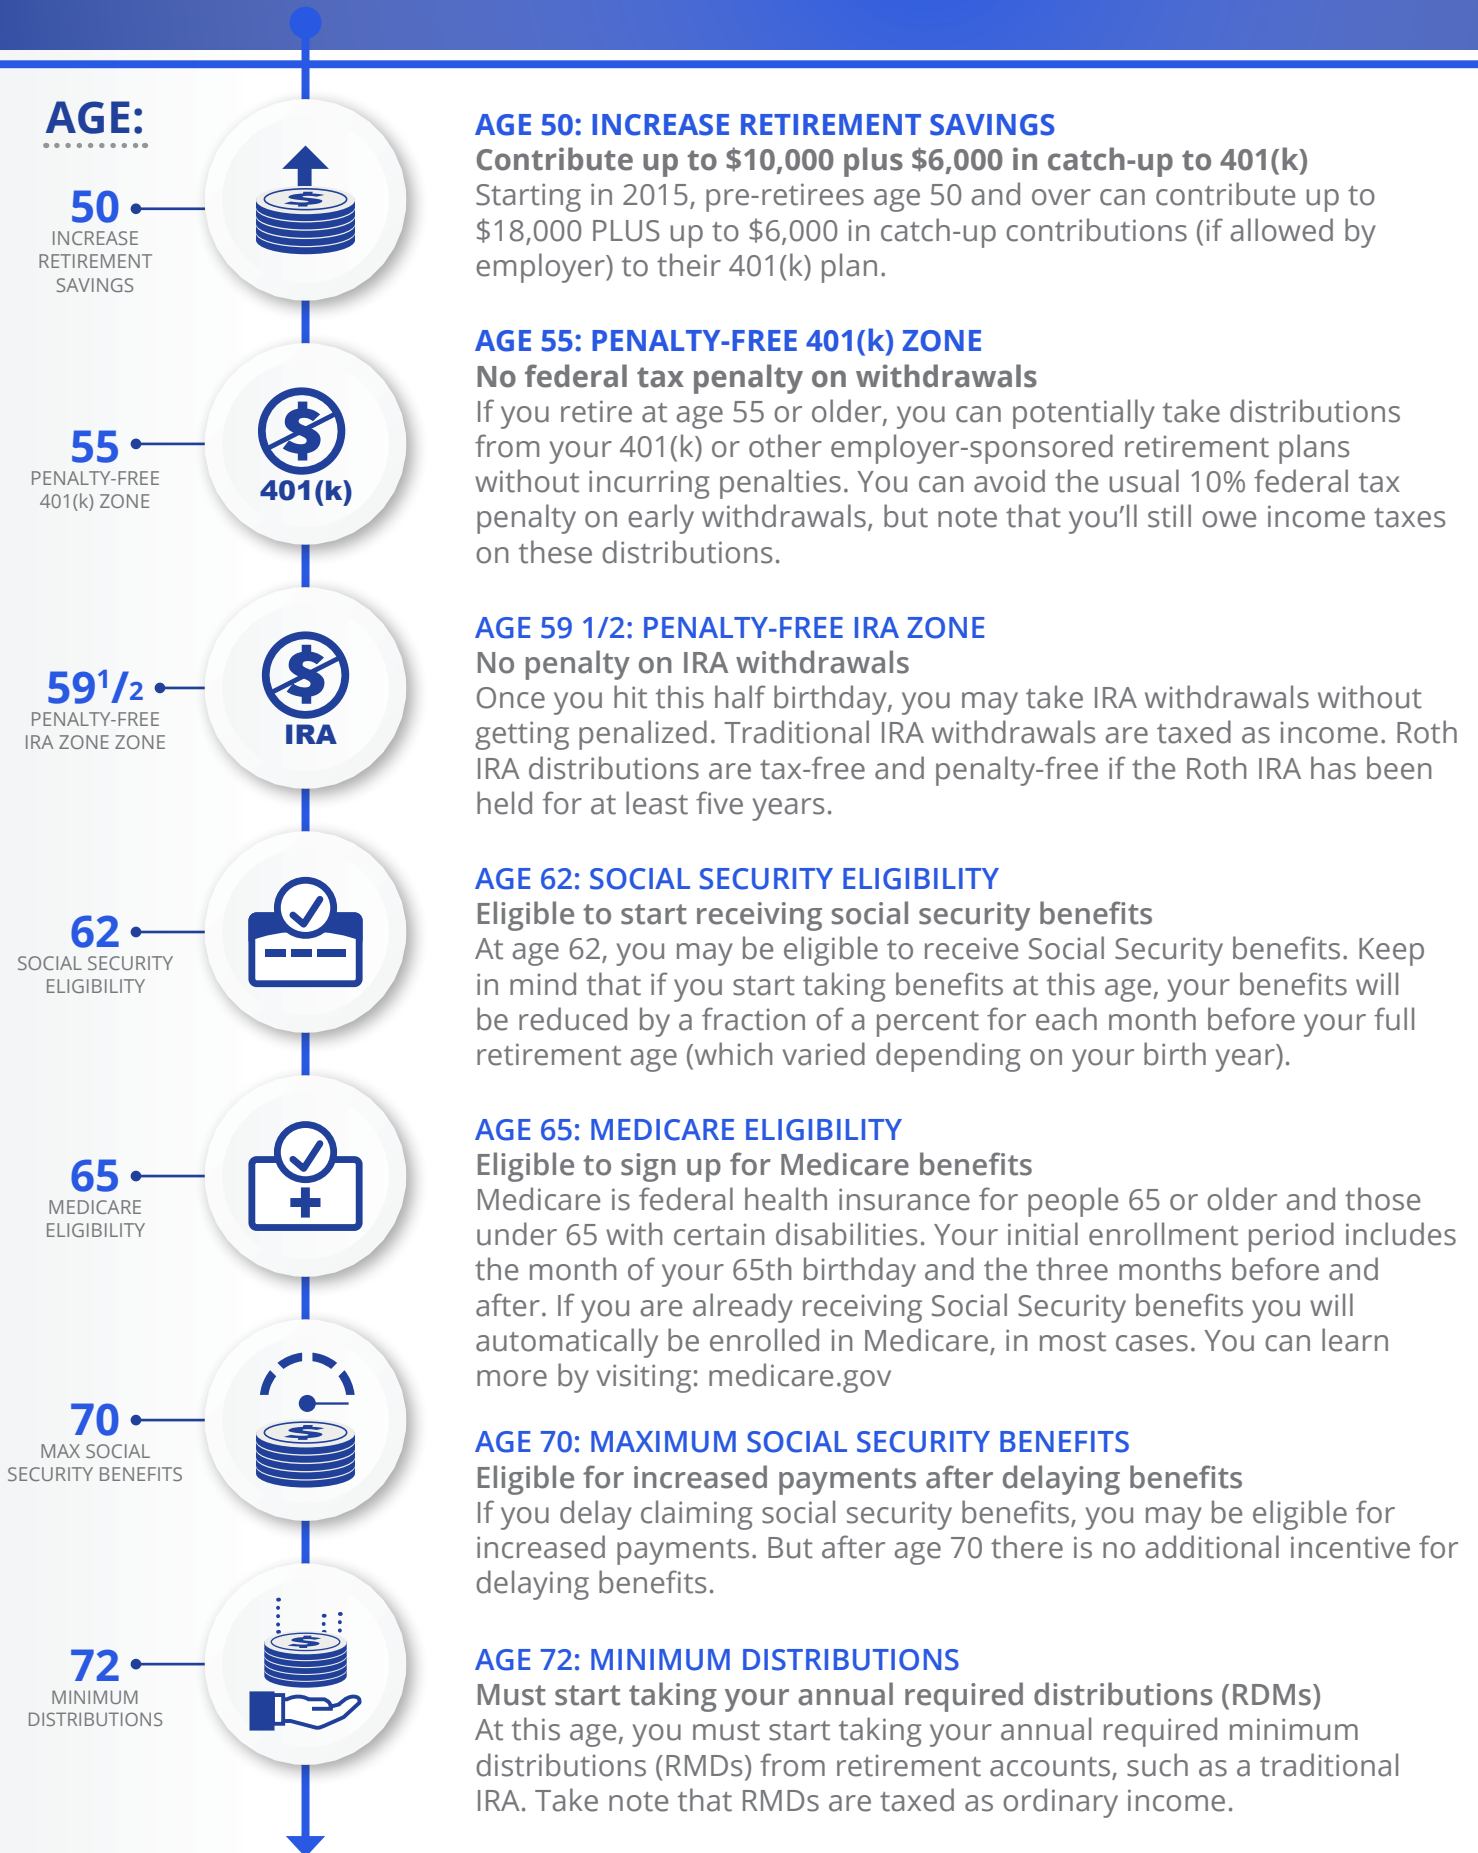 AGE:
50
INCREASE
RETIREMENT
SAVINGS
AGE 50: INCREASE RETIREMENT SAVINGS
Contribute up to $10,000 plus $6,000 in catch-up to 401(k)
Starting in 2015, pre-retirees age 50 and over can contribute up to
$18,000 PLUS up to $6,000 in catch-up contributions (if allowed by
employer) to their 401(k) plan.
55
PENALTY-FREE
401(k) ZONE
$
401(k)
AGE 55: PENALTY-FREE 401(k) ZONE
No federal tax penalty on withdrawals
If you retire at age 55 or older, you can potentially take distributions
from your 401(k) or other employer-sponsored retirement plans
without incurring penalties. You can avoid the usual 10% federal tax
penalty on early withdrawals, but note that you’ll still owe income taxes
on these distributions.
59¹/₂
PENALTY-FREE
IRA ZONE ZONE
$
IRA
AGE 59 1/2: PENALTY-FREE IRA ZONE
No penalty on IRA withdrawals
Once you hit this half birthday, you may take IRA withdrawals without
getting penalized. Traditional IRA withdrawals are taxed as income. Roth
IRA distributions are tax-free and penalty-free if the Roth IRA has been
held for at least five years.
62
SOCIAL SECURITY
ELIGIBILITY
AGE 62: SOCIAL SECURITY ELIGIBILITY
Eligible to start receiving social security benefits
At age 62, you may be eligible to receive Social Security benefits. Keep
in mind that if you start taking benefits at this age, your benefits will
be reduced by a fraction of a percent for each month before your full
retirement age (which varied depending on your birth year).
65
MEDICARE
ELIGIBILITY
AGE 65: MEDICARE ELIGIBILITY
Eligible to sign up for Medicare benefits
Medicare is federal health insurance for people 65 or older and those
under 65 with certain disabilities. Your initial enrollment period includes
the month of your 65th birthday and the three months before and
after. If you are already receiving Social Security benefits you will
automatically be enrolled in Medicare, in most cases. You can learn
more by visiting: medicare.gov
70
MAX SOCIAL
SECURITY BENEFITS
AGE 70: MAXIMUM SOCIAL SECURITY BENEFITS
Eligible for increased payments after delaying benefits
If you delay claiming social security benefits, you may be eligible for
increased payments. But after age 70 there is no additional incentive for
delaying benefits.
72
MINIMUM
DISTRIBUTIONS
AGE 72: MINIMUM DISTRIBUTIONS
Must start taking your annual required distributions (RDMs)
At this age, you must start taking your annual required minimum
distributions (RMDs) from retirement accounts, such as a traditional
IRA. Take note that RMDs are taxed as ordinary income.